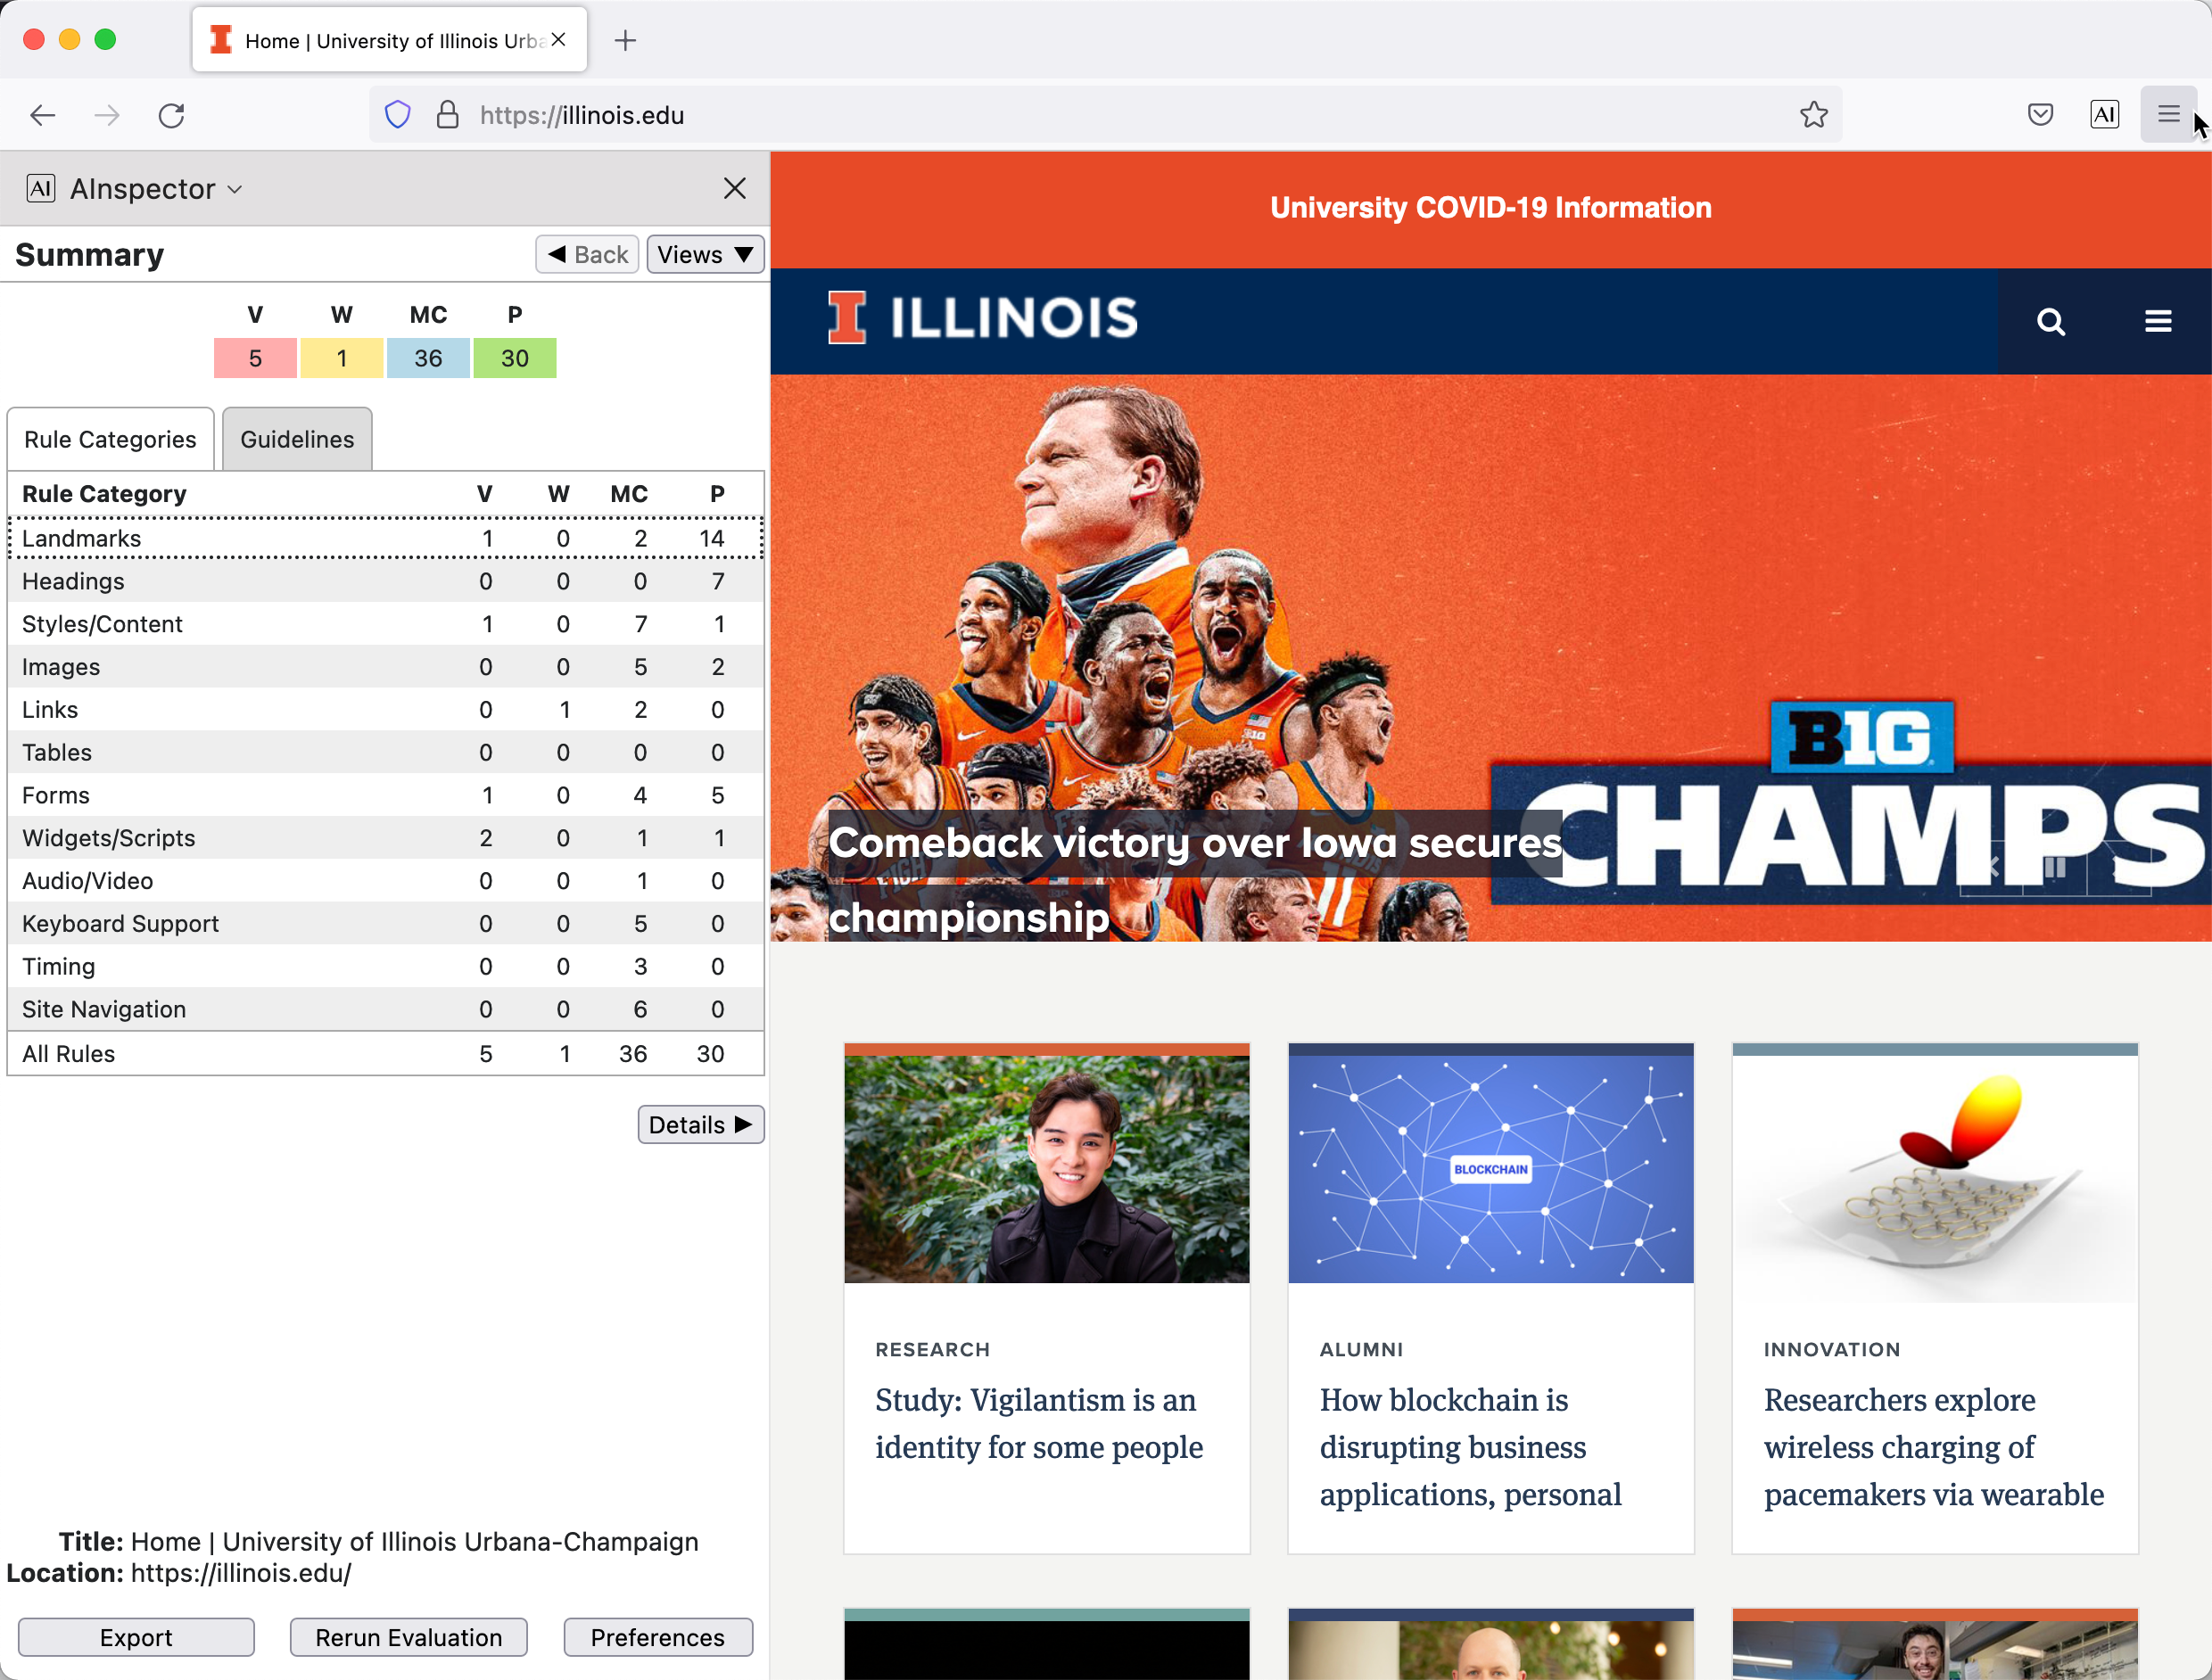 Home | University of Illinois Urba
https://illinois.edu
AI
AI AInspector
Summary
Back
Views
V W MC P
5 1 36 30
Rule Categories
Guidelines
Rule Category V W MC P
Landmarks 1 0 2 14
Headings 0 0 0 7
Styles/Content 1 0 7 1
Images 0 0 5 2
Links 0 1 2 0
Tables 0 0 0 0
Forms 1 0 4 5
Widgets/Scripts 2 0 1 1
Audio/Video 0 0 1 0
Keyboard Support 0 0 5 0
Timing 0 0 3 0
Site Navigation 0 0 6 0
All Rules 5 1 36 30
Details
Title: Home | University of Illinois Urbana-Champaign
Location: https://illinois.edu/
Export
Rerun Evaluation
Preferences
University COVID-19 Information
I ILLINOIS
B1G
CHAMPS
Comeback victory over Iowa secures
championship
11
BLOCKCHAIN
RESEARCH
Study: Vigilantism is an
identity for some people
ALUMNI
How blockchain is
disrupting business
applications, personal
INNOVATION
Researchers explore
wireless charging of
pacemakers via wearable